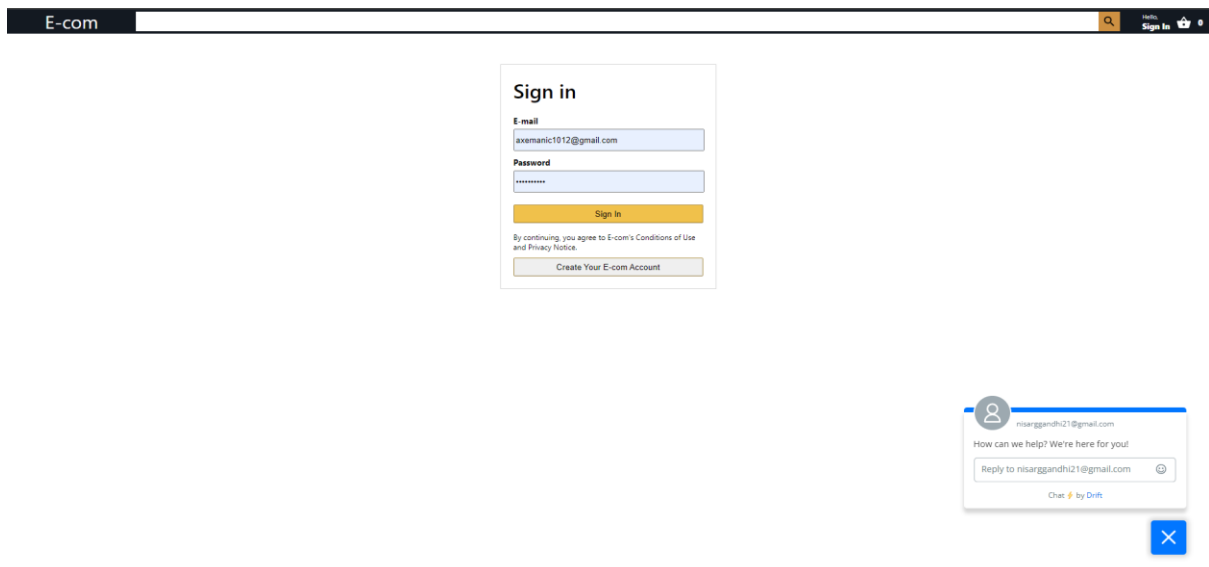 E-com
Hello,
Sign In
0
Sign in
E-mail
axemanic1012@gmail.com
Password
••••••••••
Sign In
By continuing, you agree to E-com's Conditions of Use
and Privacy Notice.
Create Your E-com Account
nisarggandhi21@gmail.com
How can we help? We're here for you!
Reply to nisarggandhi21@gmail.com
Chat ⚡ by Drift